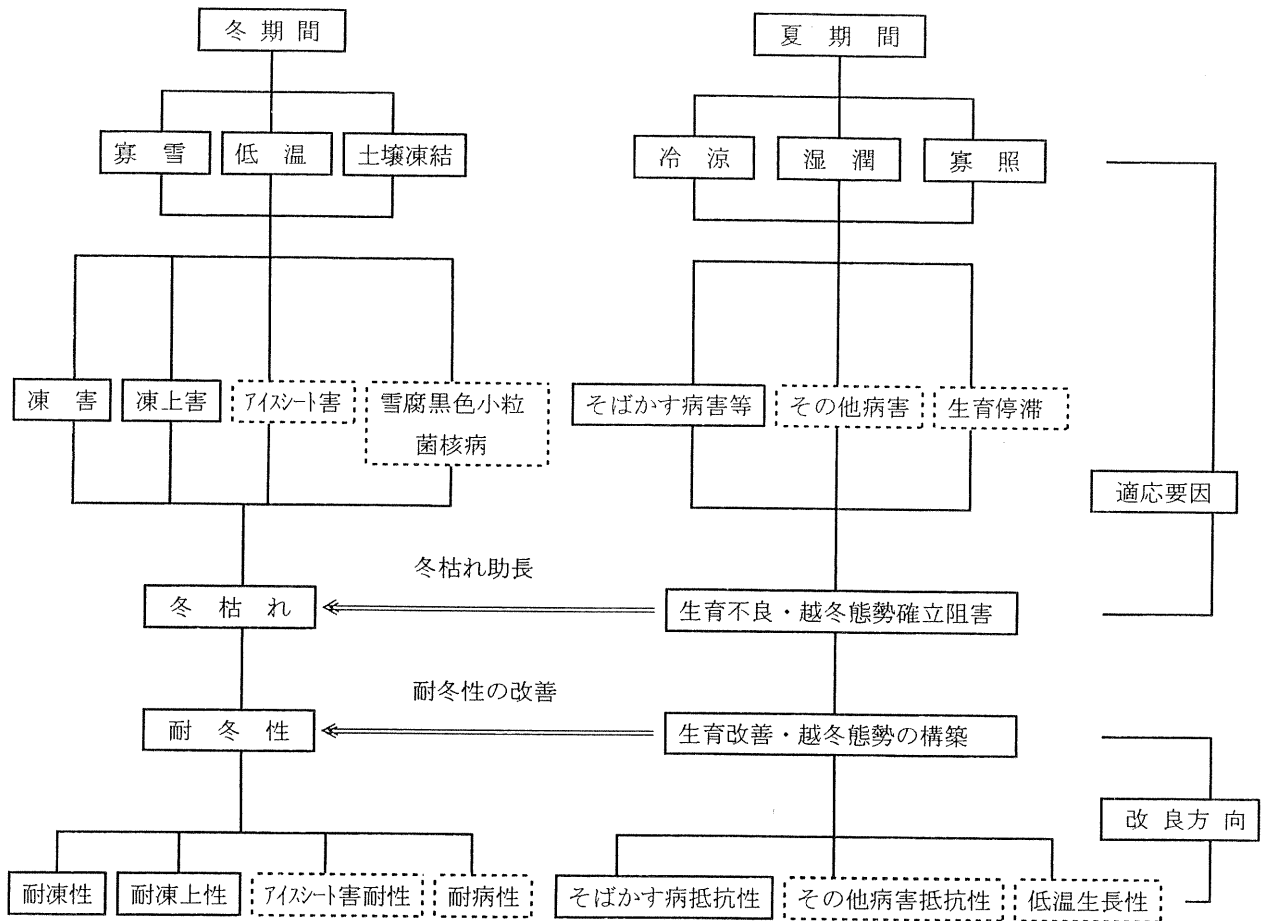 冬期間
夏期間
寡雪
低温
土壌凍結
冷涼
湿潤
寡照
凍害
凍上害
アイスシート害
雪腐黒色小粒
菌核病
そばかす病害等
その他病害
生育停滞
適応要因
冬枯れ助長
冬枯れ
生育不良・越冬態勢確立阻害
耐冬性の改善
耐冬性
生育改善・越冬態勢の構築
改良方向
耐凍性
耐凍上性
アイスシート害耐性
耐病性
そばかす病抵抗性
その他病害抵抗性
低温生長性